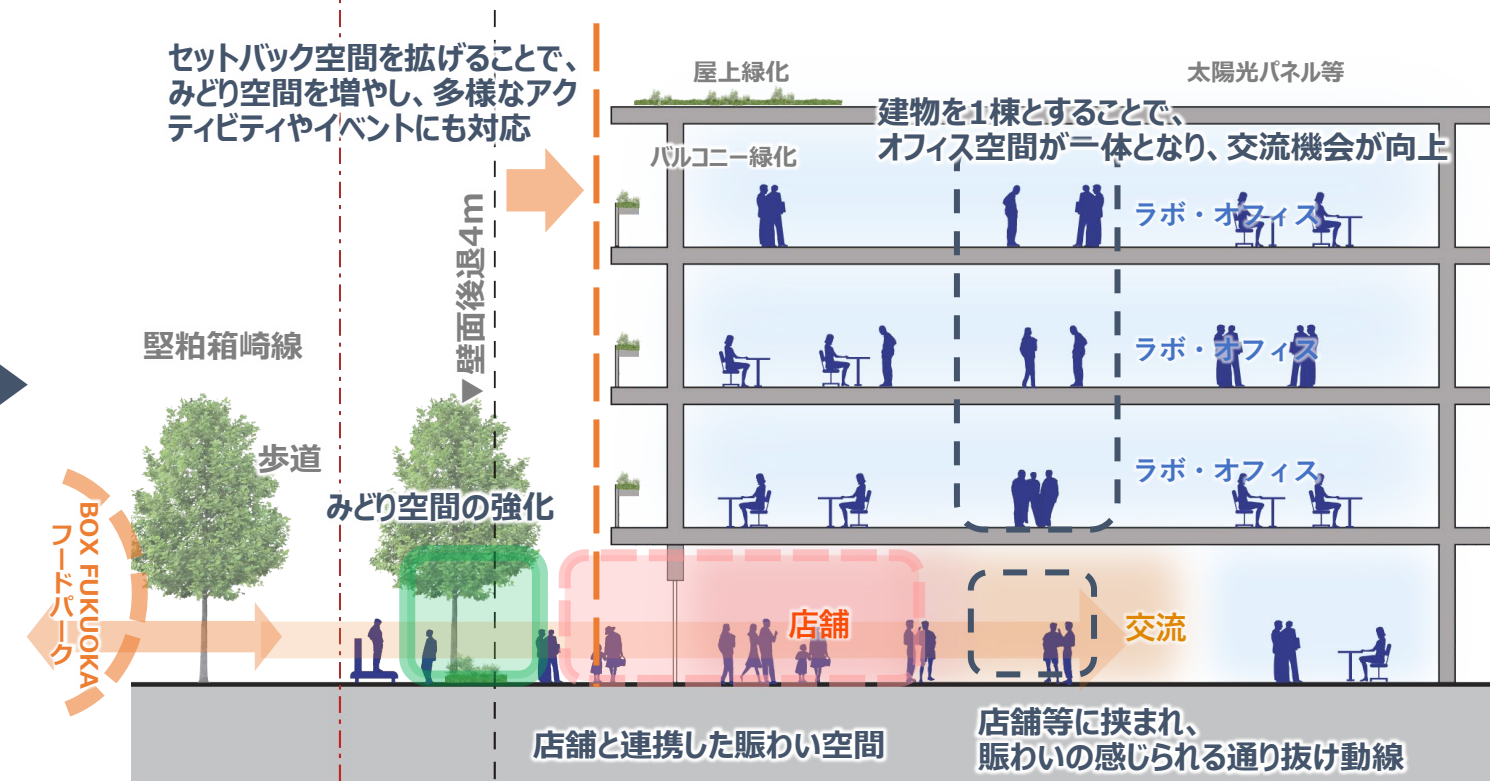 セットバック空間を拡げることで、
みどり空間を増やし、多様なアク
ティビティやイベントにも対応
屋上緑化
太陽光パネル等
建物を1棟とすることで、
オフィス空間が一体となり、交流機会が向上
バルコニー緑化
ラボ・オフィス
▼壁面後退4m
堅粕箱崎線
ラボ・オフィス
歩道
ラボ・オフィス
みどり空間の強化
BOX FUKUOKA
フードパーク
店舗
交流
店舗と連携した賑わい空間
店舗等に挟まれ、
賑わいの感じられる通り抜け動線